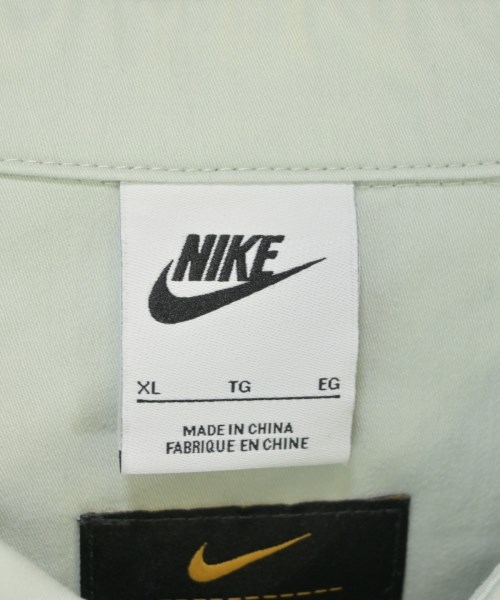 NIKE
XL TG EG
MADE IN CHINA
FABRIQUE EN CHINE